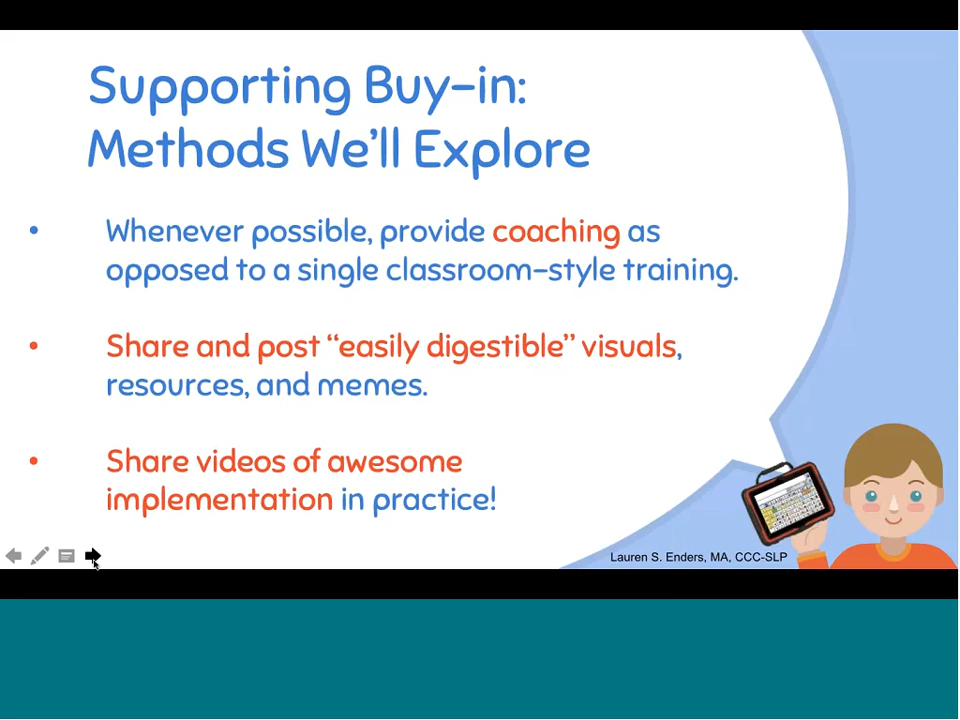 Supporting Buy-in:
Methods We'll Explore
• Whenever possible, provide coaching as
opposed to a single classroom-style training.
• Share and post “easily digestible” visuals,
resources, and memes.
• Share videos of awesome
implementation in practice!
Lauren S. Enders, MA, CCC-SLP